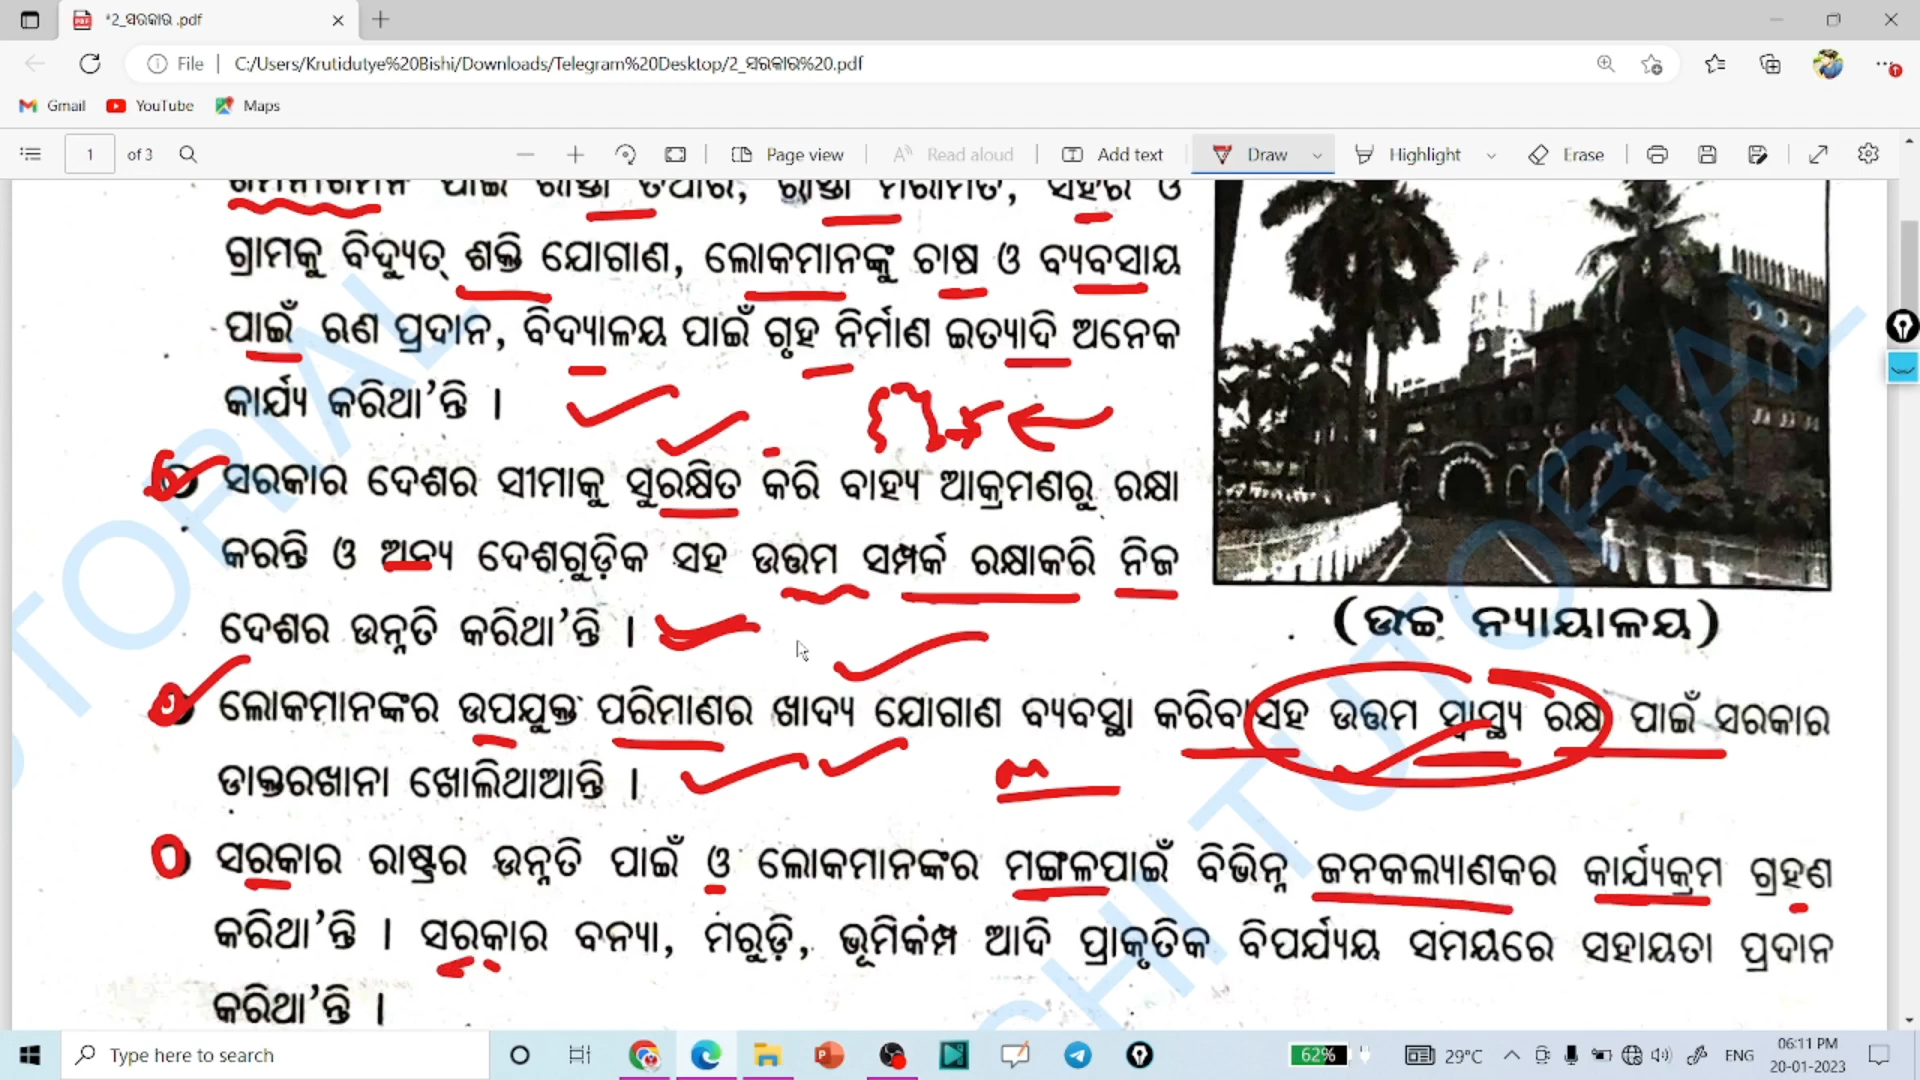 *2_ସରକାର .pdf
File
C:/Users/Krutidutye%20Bishi/Downloads/Telegram%20Desktop/2_ସରକାର%20.pdf
Gmail YouTube Maps
1 of 3 Page view Read aloud Add text Draw Highlight Erase
ଗମନାଗମନ ପାଇଁ ରାସ୍ତା ତିଆରି, ରାସ୍ତା ମରାମତି, ସହର ଓ
ଗ୍ରାମକୁ ବିଦ୍ୟୁତ୍ ଶକ୍ତି ଯୋଗାଣ, ଲୋକମାନଙ୍କୁ ଚାଷ ଓ ବ୍ୟବସାୟ
ପାଇଁ ଋଣ ପ୍ରଦାନ, ବିଦ୍ୟାଳୟ ପାଇଁ ଗୃହ ନିର୍ମାଣ ଇତ୍ୟାଦି ଅନେକ
କାର୍ଯ୍ୟ କରିଥା'ନ୍ତି ।
ସରକାର ଦେଶର ସୀମାକୁ ସୁରକ୍ଷିତ କରି ବାହ୍ୟ ଆକ୍ରମଣରୁ ରକ୍ଷା
କରନ୍ତି ଓ ଅନ୍ୟ ଦେଶଗୁଡ଼ିକ ସହ ଉତ୍ତମ ସମ୍ପର୍କ ରକ୍ଷାକରି ନିଜ
ଦେଶର ଉନ୍ନତି କରିଥା'ନ୍ତି ।
(ଉଚ୍ଚ ନ୍ୟାୟାଳୟ)
ଲୋକମାନଙ୍କର ଉପଯୁକ୍ତ ପରିମାଣର ଖାଦ୍ୟ ଯୋଗାଣ ବ୍ୟବସ୍ଥା କରିବା ସହ ଉତ୍ତମ ସ୍ୱାସ୍ଥ୍ୟ ରକ୍ଷା ପାଇଁ ସରକାର
ଡାକ୍ତରଖାନା ଖୋଲିଥାଆନ୍ତି ।
ସରକାର ରାଷ୍ଟ୍ରର ଉନ୍ନତି ପାଇଁ ଓ ଲୋକମାନଙ୍କର ମଙ୍ଗଳପାଇଁ ବିଭିନ୍ନ ଜନକଲ୍ୟାଣକର କାର୍ଯ୍ୟକ୍ରମ ଗ୍ରହଣ
କରିଥା'ନ୍ତି । ସରକାର ବନ୍ୟା, ମରୁଡ଼ି, ଭୂମିକମ୍ପ ଆଦି ପ୍ରାକୃତିକ ବିପର୍ଯ୍ୟୟ ସମୟରେ ସହାୟତା ପ୍ରଦାନ
କରିଥା'ନ୍ତି ।
Type here to search
62% 29°C ENG 06:11 PM
20-01-2023